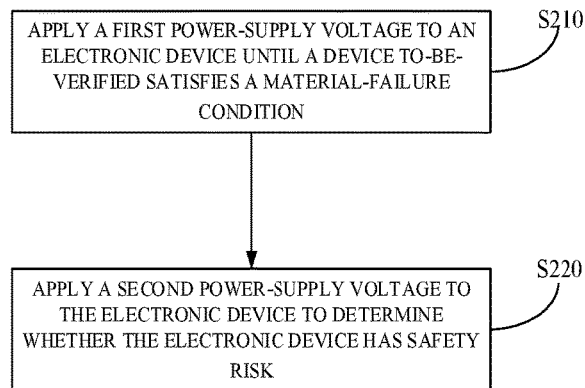 APPLY A FIRST POWER-SUPPLY VOLTAGE TO AN
ELECTRONIC DEVICE UNTIL A DEVICE TO-BE-
VERIFIED SATISFIES A MATERIAL-FAILURE
CONDITION
S210
APPLY A SECOND POWER-SUPPLY VOLTAGE TO
THE ELECTRONIC DEVICE TO DETERMINE
WHETHER THE ELECTRONIC DEVICE HAS SAFETY
RISK
S220